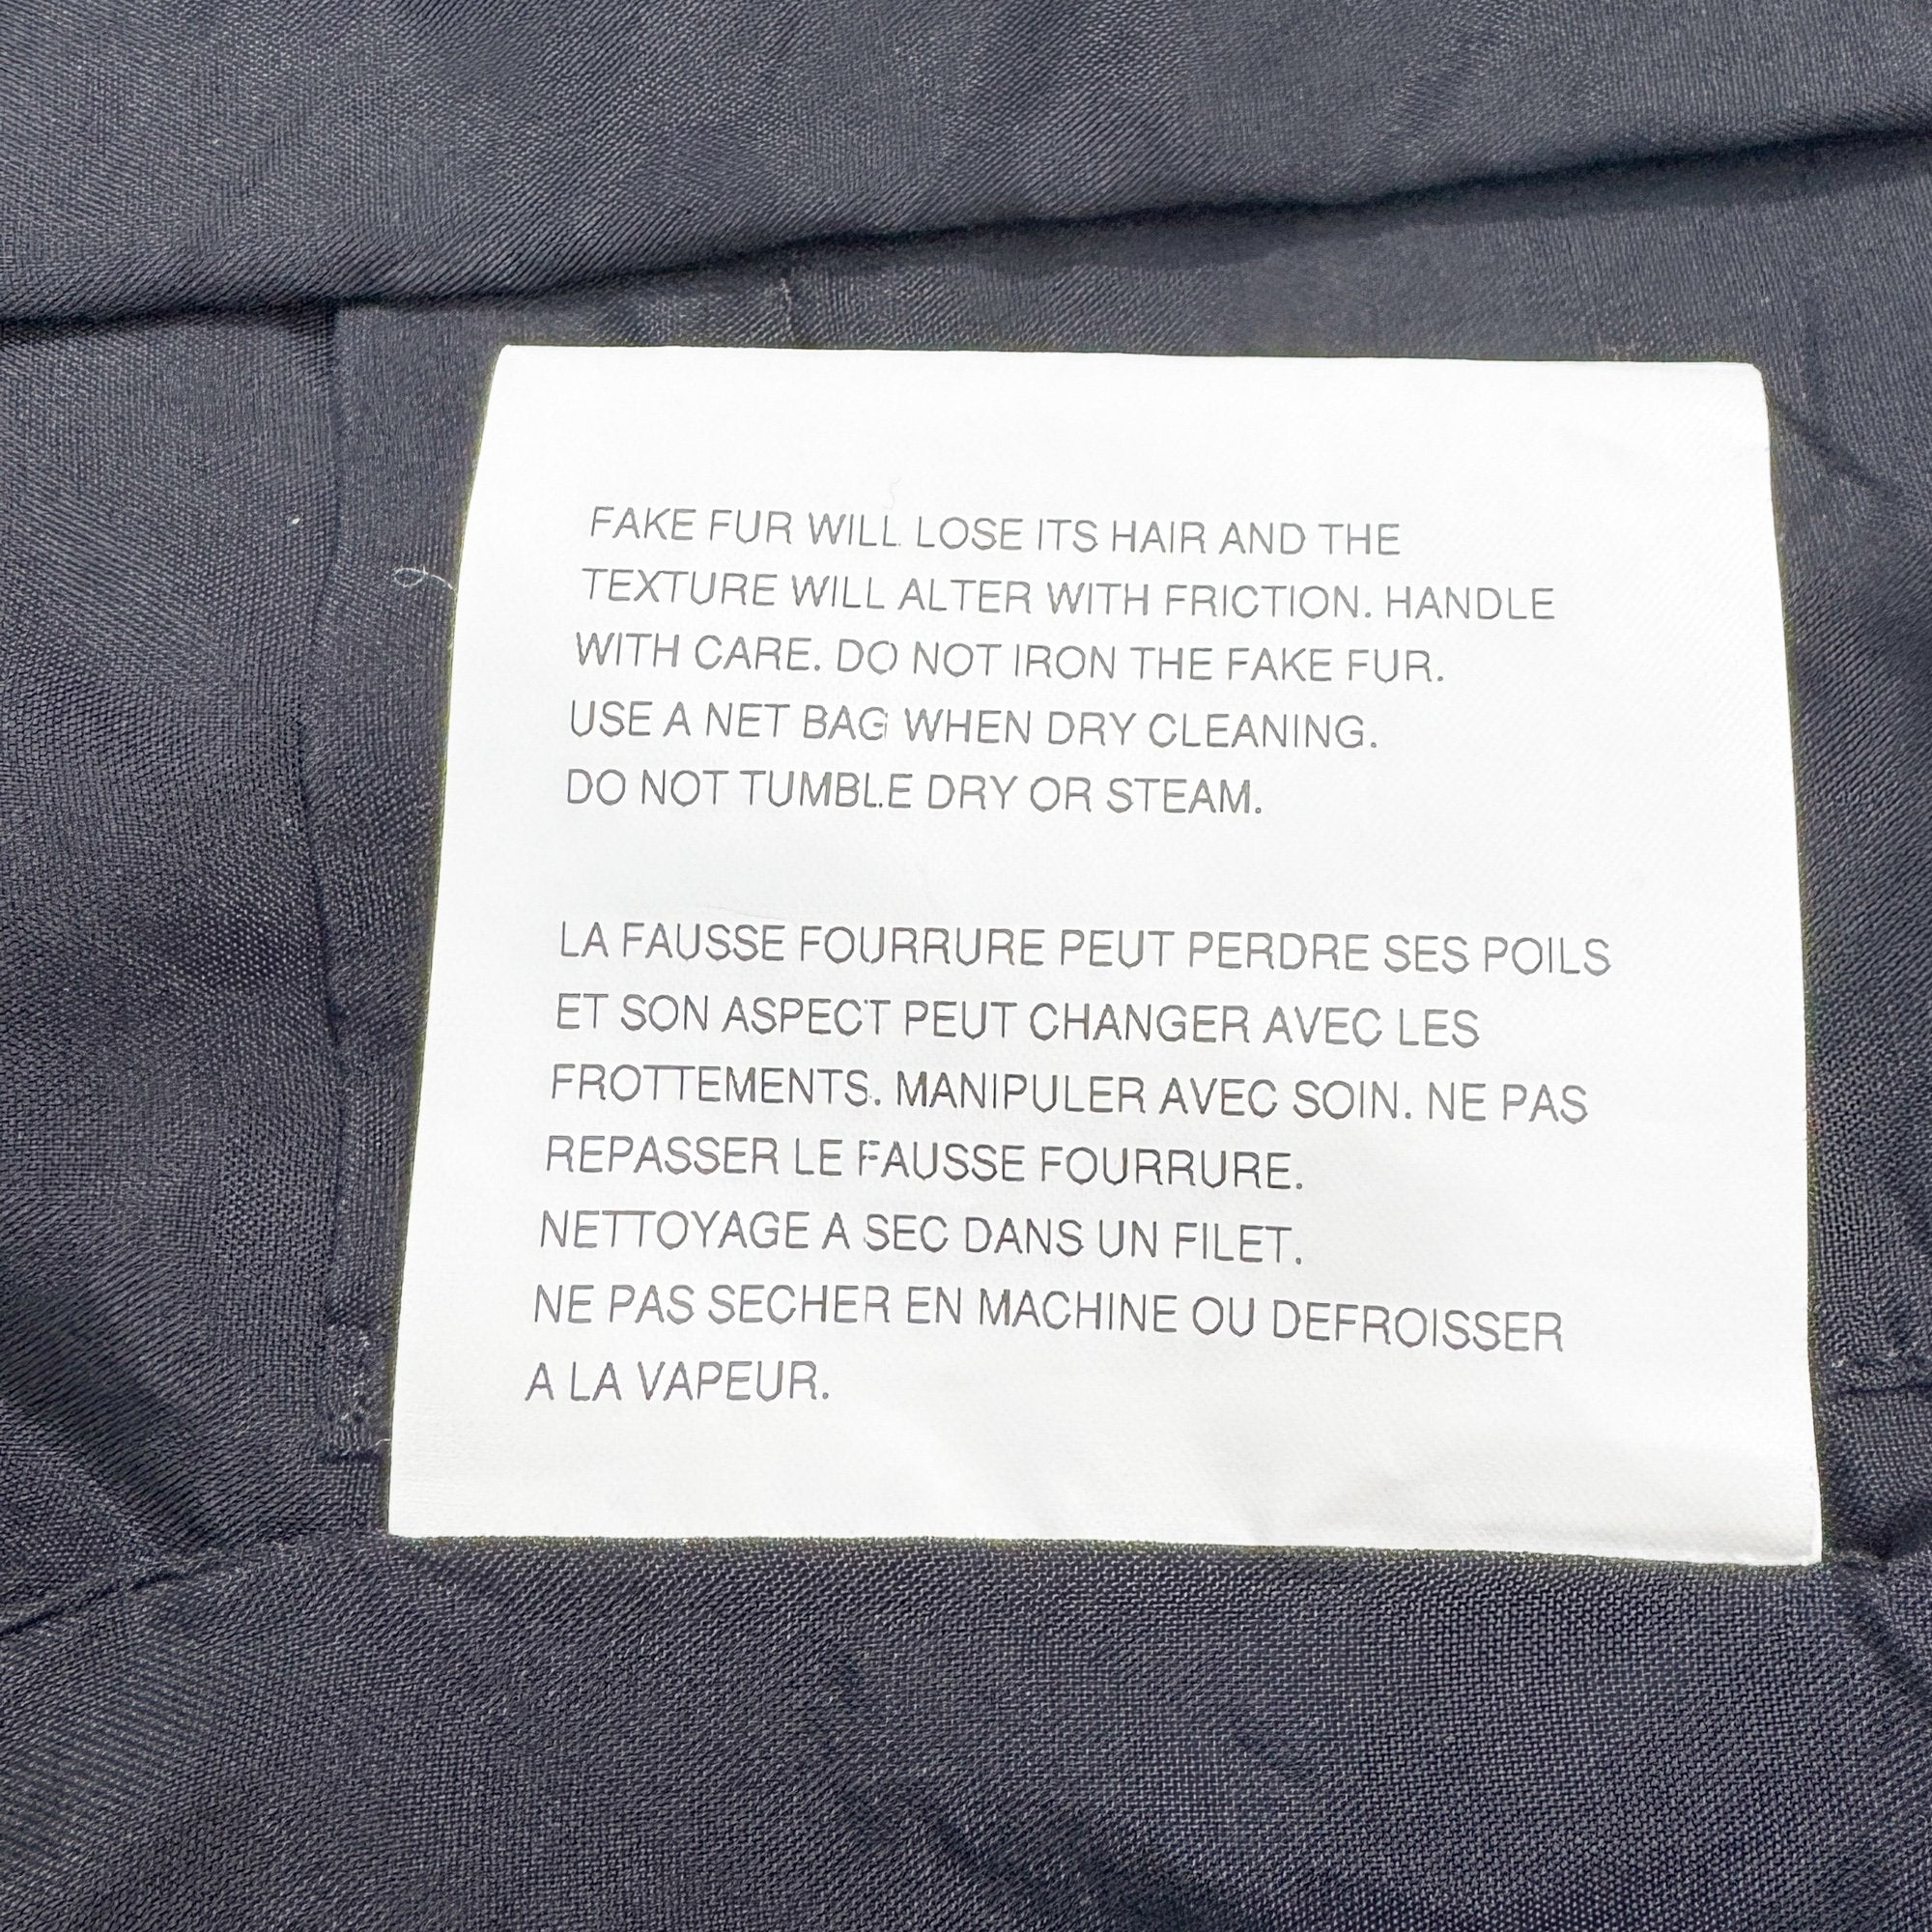 FAKE FUR WILL LOSE ITS HAIR AND THE
TEXTURE WILL ALTER WITH FRICTION. HANDLE
WITH CARE. DO NOT IRON THE FAKE FUR.
USE A NET BAG WHEN DRY CLEANING.
DO NOT TUMBLE DRY OR STEAM.
LA FAUSSE FOURRURE PEUT PERDRE SES POILS
ET SON ASPECT PEUT CHANGER AVEC LES
FROTTEMENTS. MANIPULER AVEC SOIN. NE PAS
REPASSER LE FAUSSE FOURRURE.
NETTOYAGE A SEC DANS UN FILET.
NE PAS SECHER EN MACHINE OU DEFROISSER
A LA VAPEUR.